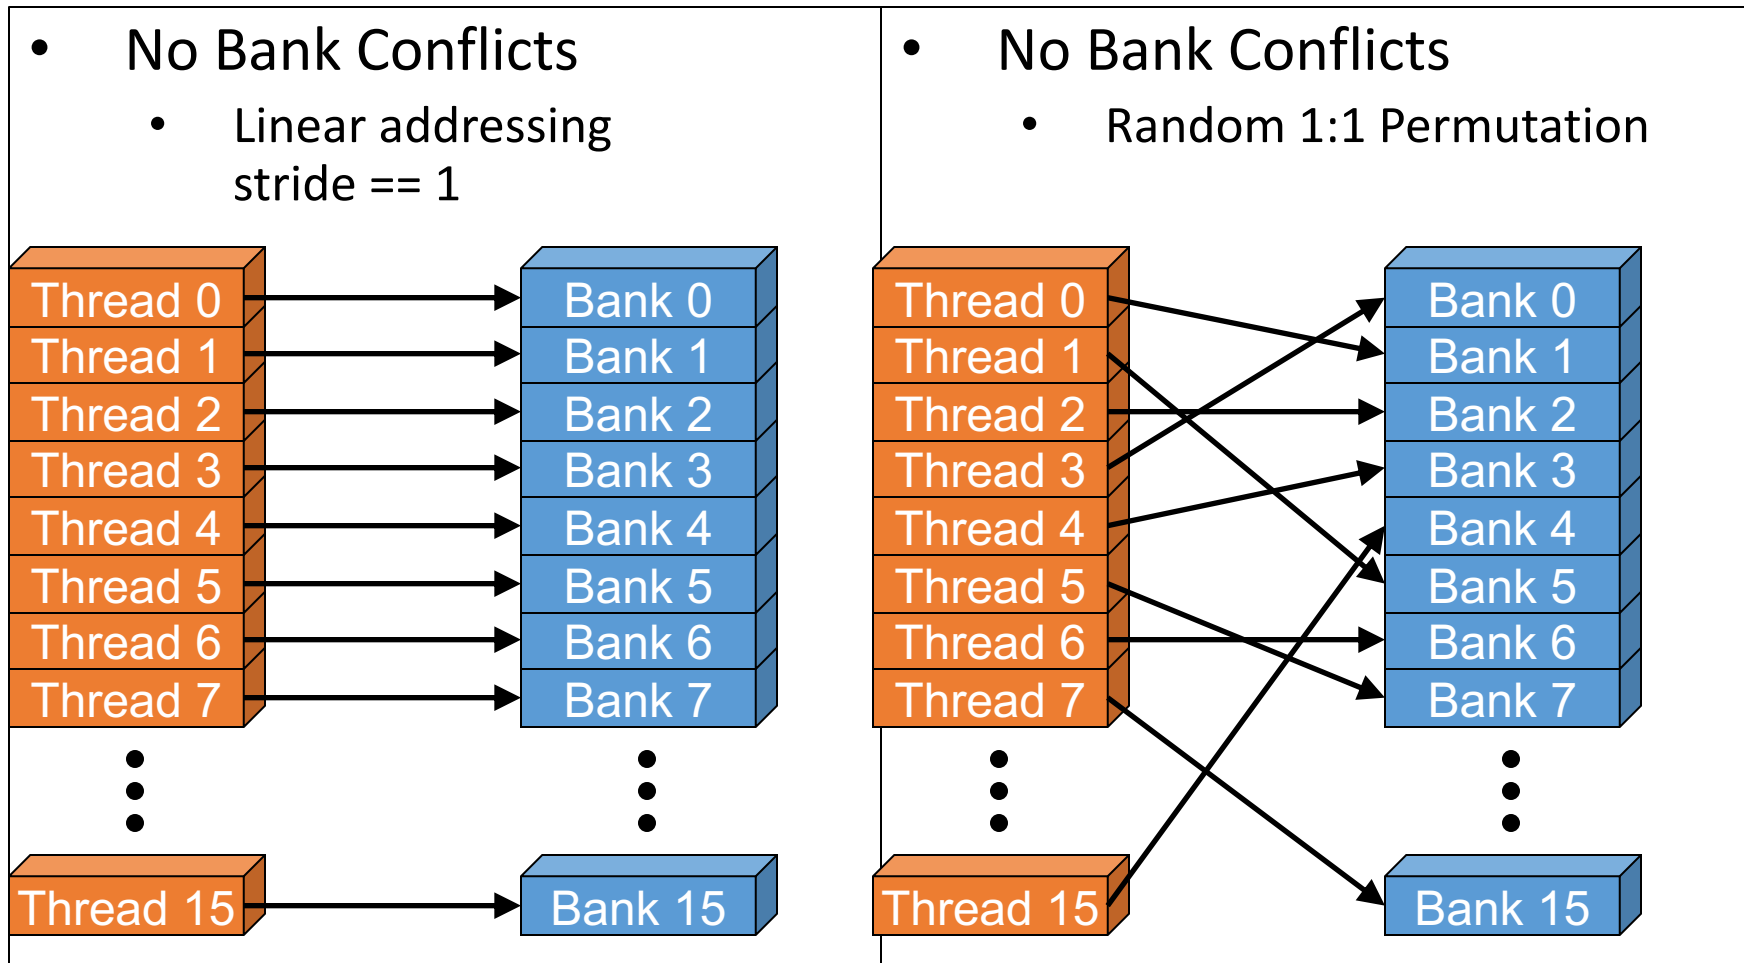 • No Bank Conflicts
• Linear addressing
stride == 1
Thread 0
Thread 1
Thread 2
Thread 3
Thread 4
Thread 5
Thread 6
Thread 7
Thread 15
Bank 0
Bank 1
Bank 2
Bank 3
Bank 4
Bank 5
Bank 6
Bank 7
Bank 15
• No Bank Conflicts
• Random 1:1 Permutation
Thread 0
Thread 1
Thread 2
Thread 3
Thread 4
Thread 5
Thread 6
Thread 7
Thread 15
Bank 0
Bank 1
Bank 2
Bank 3
Bank 4
Bank 5
Bank 6
Bank 7
Bank 15